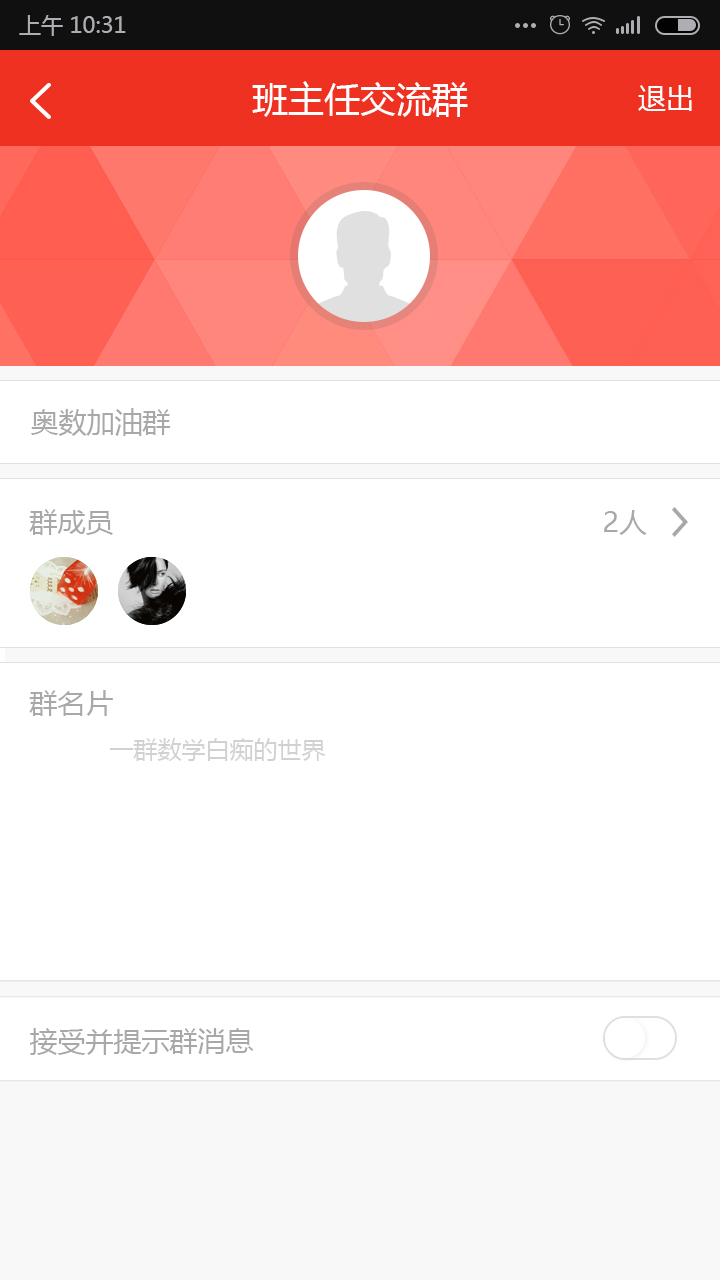 上午 10:31
班主任交流群
退出
奥数加油群
群成员
2人
群名片
一群数学白痴的世界
接受并提示群消息